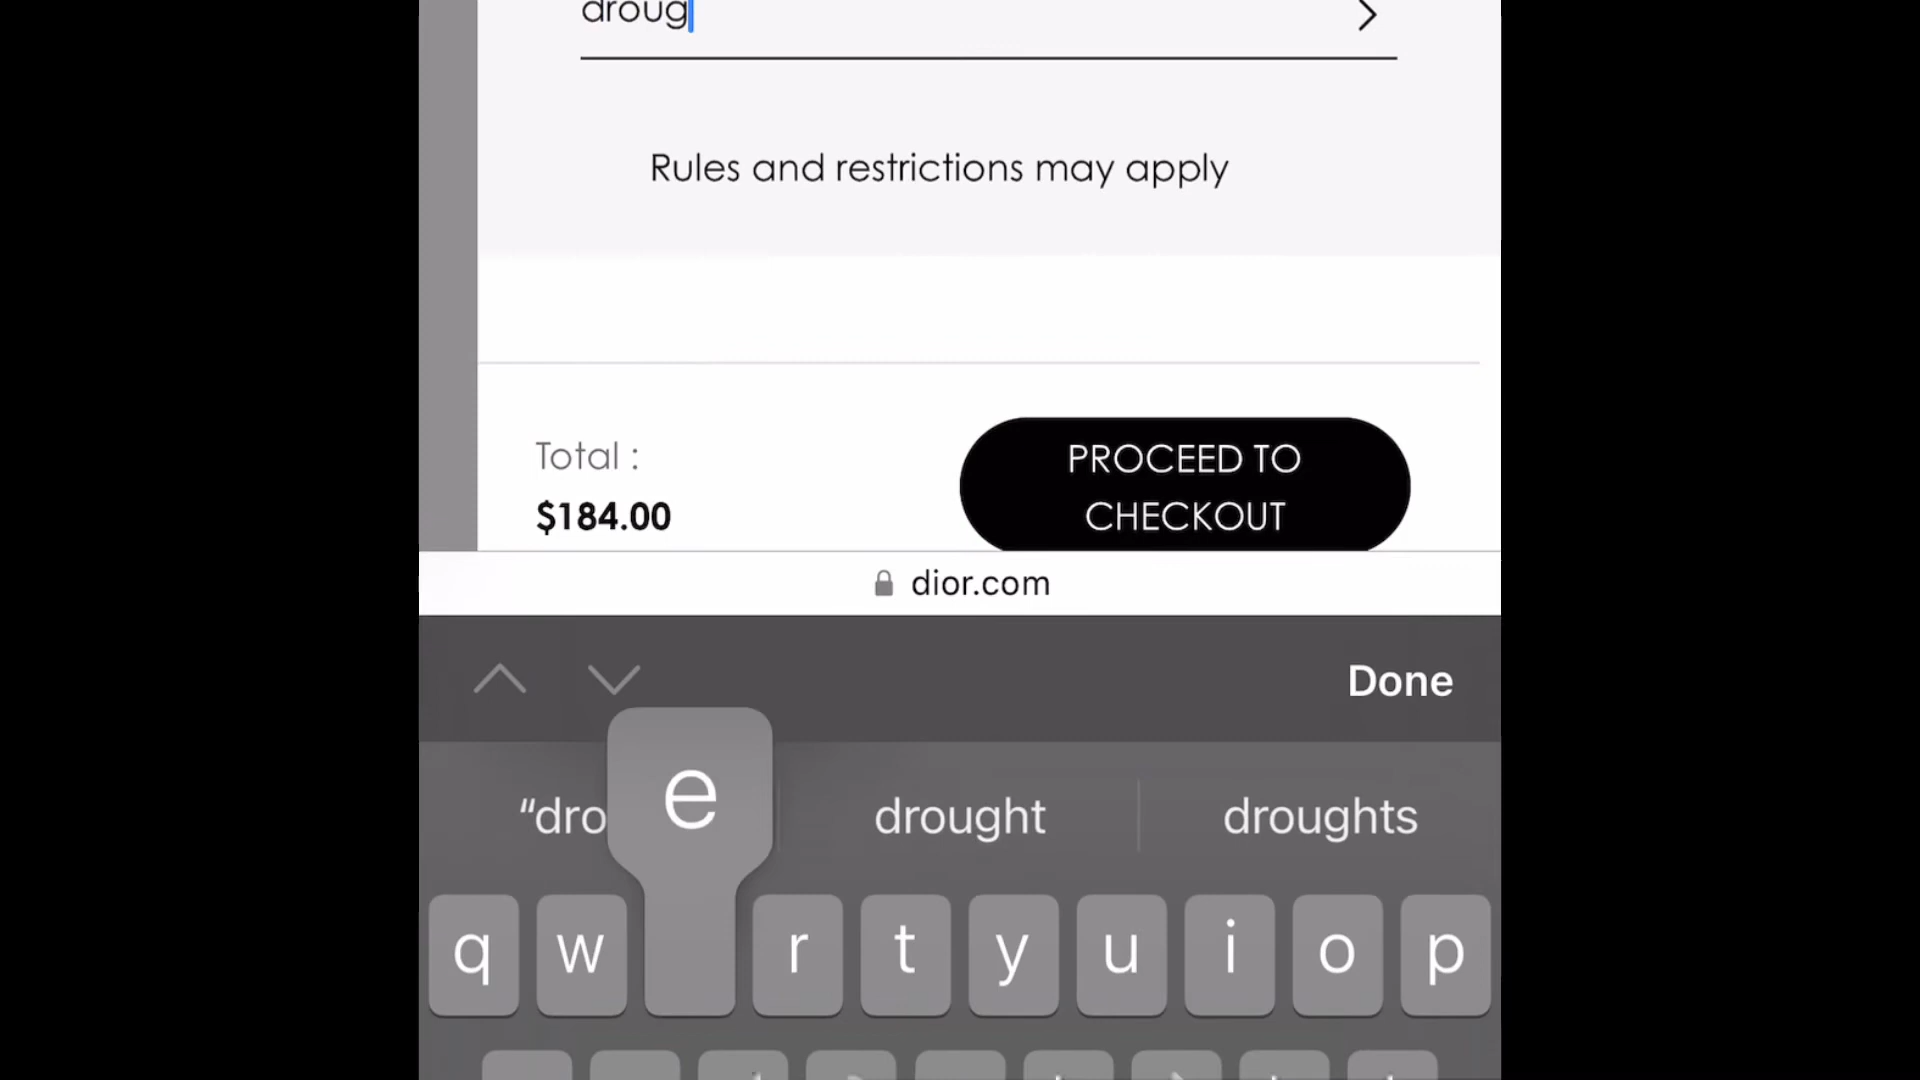 droug
Rules and restrictions may apply
Total :
$184.00
PROCEED TO
CHECKOUT
dior.com
Done
"dro
e
drought
droughts
q w r t y u i o p